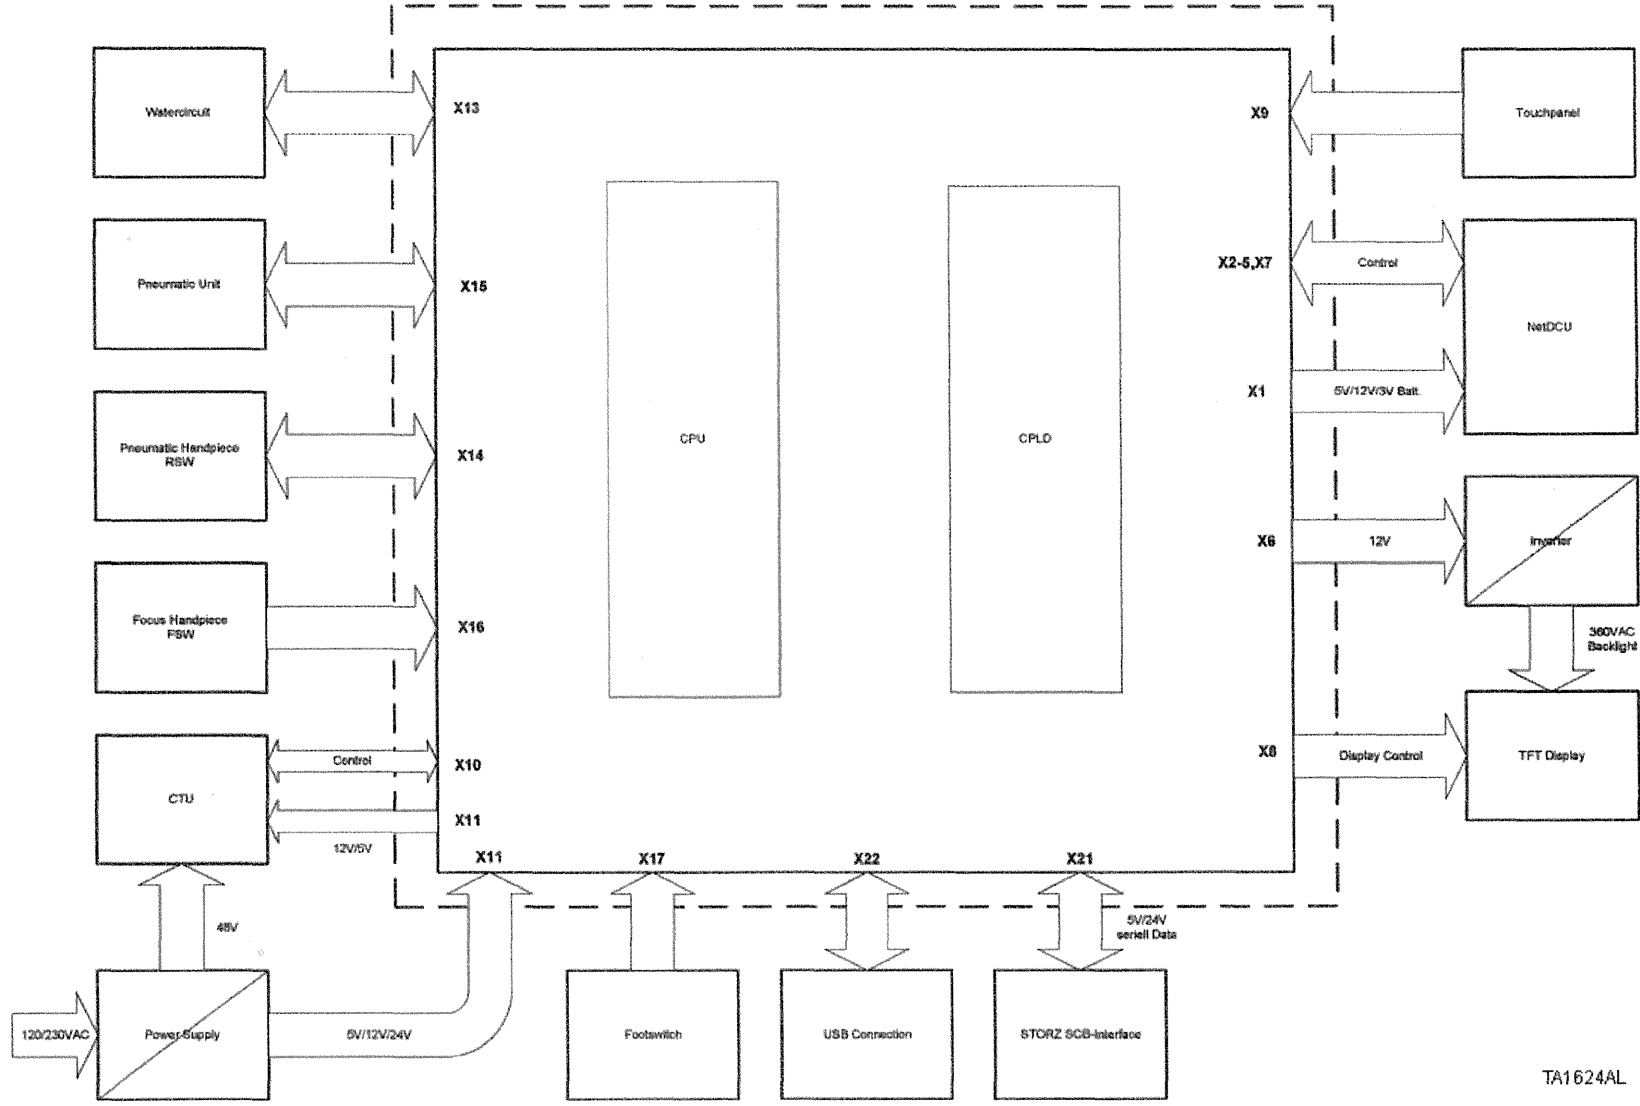 Watercircuit
X13
X9
Touchpanel
Pneumatic Unit
X15
X2-5,X7
Control
NetDCU
X1
5V/12V/3V Batt.
Pneumatic Handpiece
RSW
X14
CPU
CPLD
X6
12V
Inverter
360VAC
Backlight
Focus Handpiece
FSW
X16
X8
Display Control
TFT Display
CTU
Control
X10
X11
12V/5V
X11
X17
X22
X21
48V
5V/24V
seriell Data
120/230VAC
Power Supply
5V/12V/24V
Footswitch
USB Connection
STORZ SCB-Interface
TA1624AL